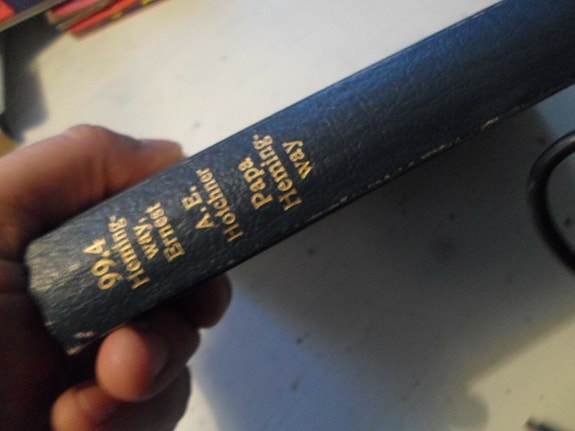 99.4
Heming-
way
Ernest
A. E.
Hotchner
Papa
Heming-
way